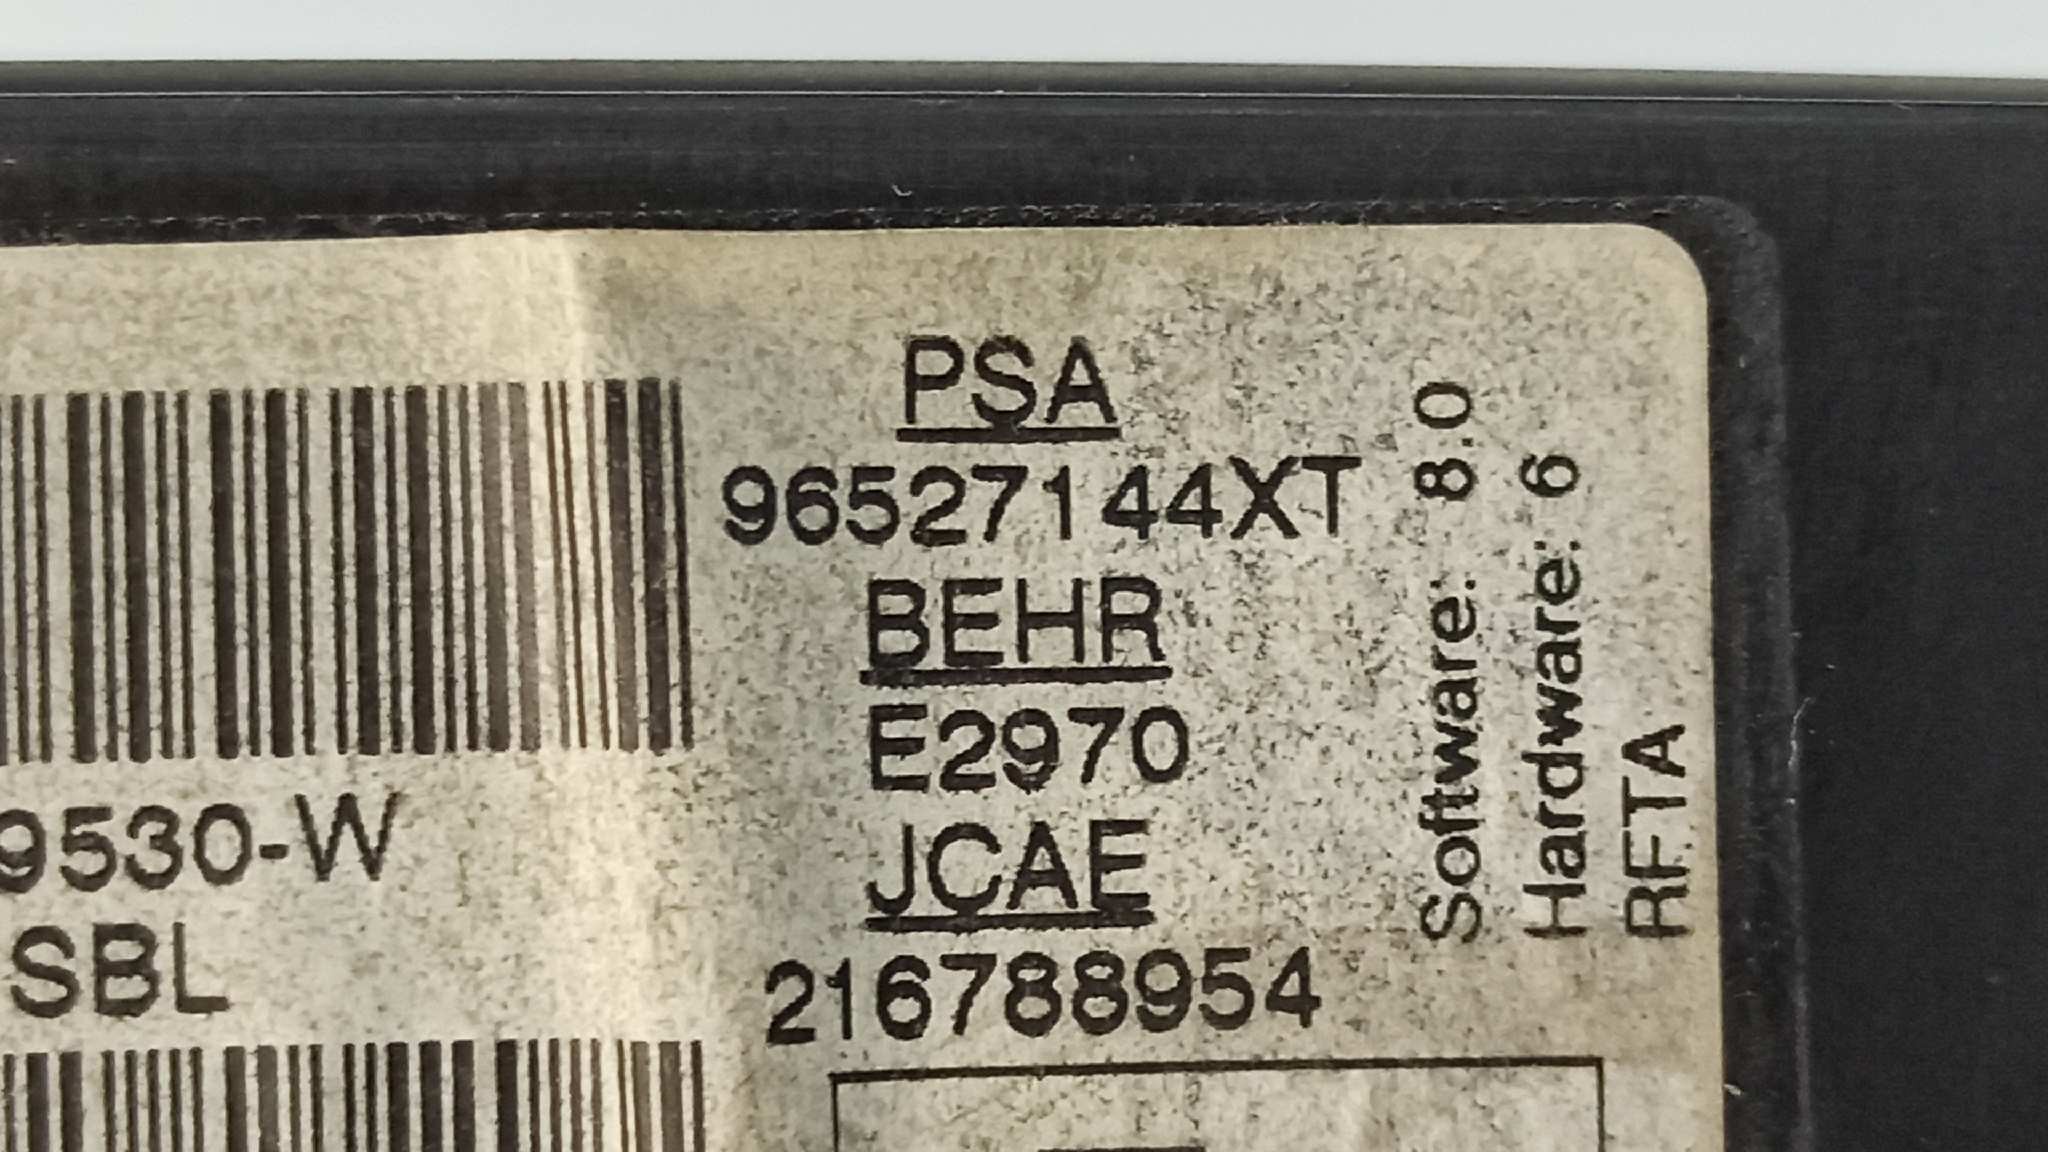 PSA
96527144XT
BEHR
E2970
JCAE
216788954
Software: 8.0
Hardware: 6
RFTA
9530-W
SBL